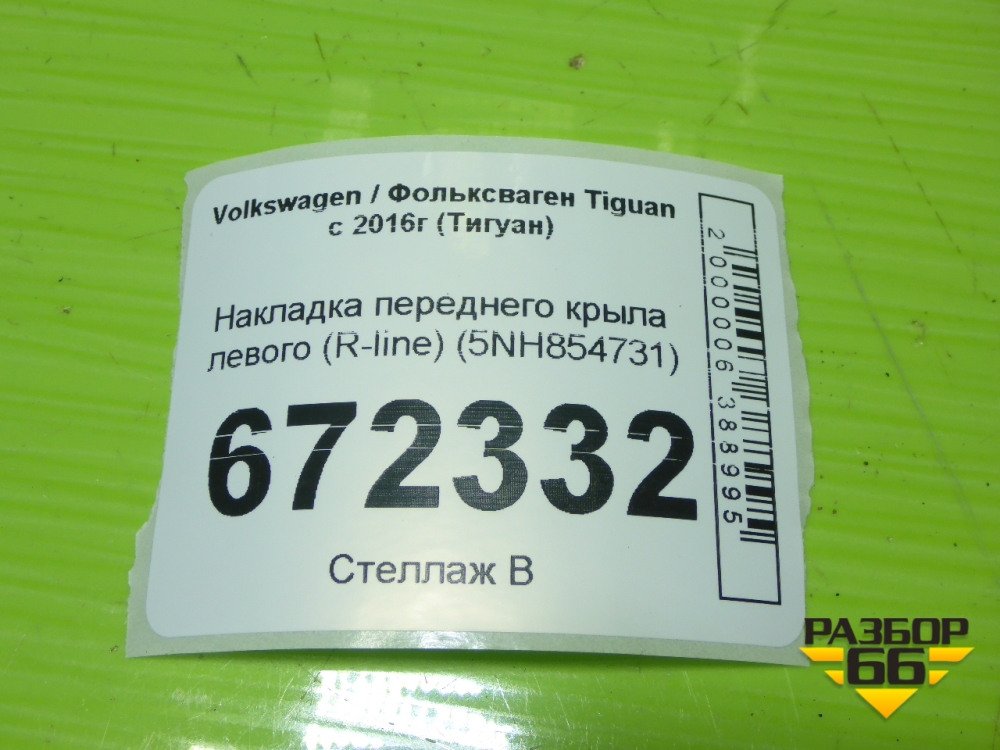 Volkswagen / Фольксваген Tiguan
с 2016г (Тигуан)
Накладка переднего крыла
левого (R-line) (5NH854731)
672332
Стеллаж В
2000006388995
РАЗБОР
66